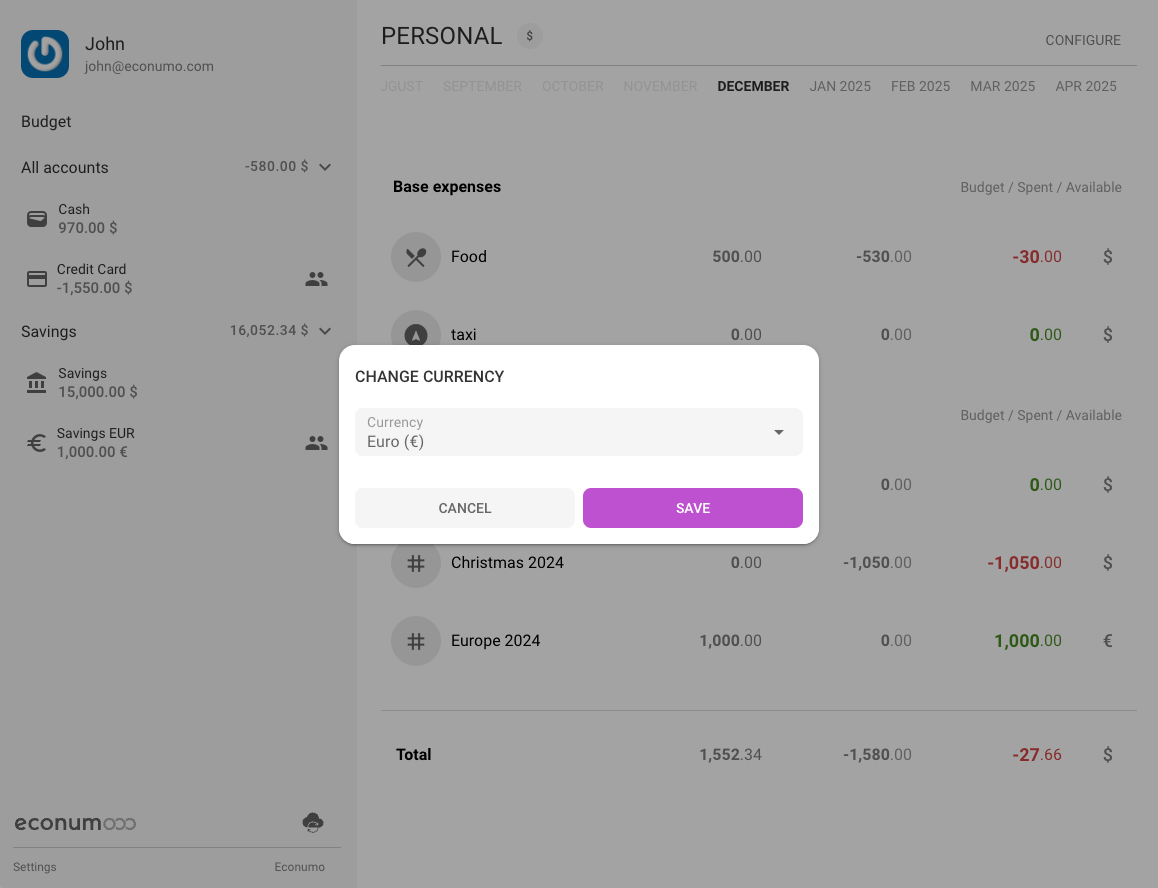 John
john@econumo.com
Budget
All accounts -580.00 $
Cash
970.00 $
Credit Card
-1,550.00 $
Savings 16,052.34 $
Savings
15,000.00 $
Savings EUR
1,000.00 €
econumo
Settings Econumo
PERSONAL $
CONFIGURE
SEPTEMBER OCTOBER NOVEMBER DECEMBER JAN 2025 FEB 2025 MAR 2025 APR 2025
Base expenses Budget / Spent / Available
Food 500.00 -530.00 -30.00 $
taxi 0.00 0.00 0.00 $
CHANGE CURRENCY
Currency
Euro (€)
CANCEL SAVE
Budget / Spent / Available
0.00 0.00 $
Christmas 2024 0.00 -1,050.00 -1,050.00 $
Europe 2024 1,000.00 0.00 1,000.00 €
Total 1,552.34 -1,580.00 -27.66 $